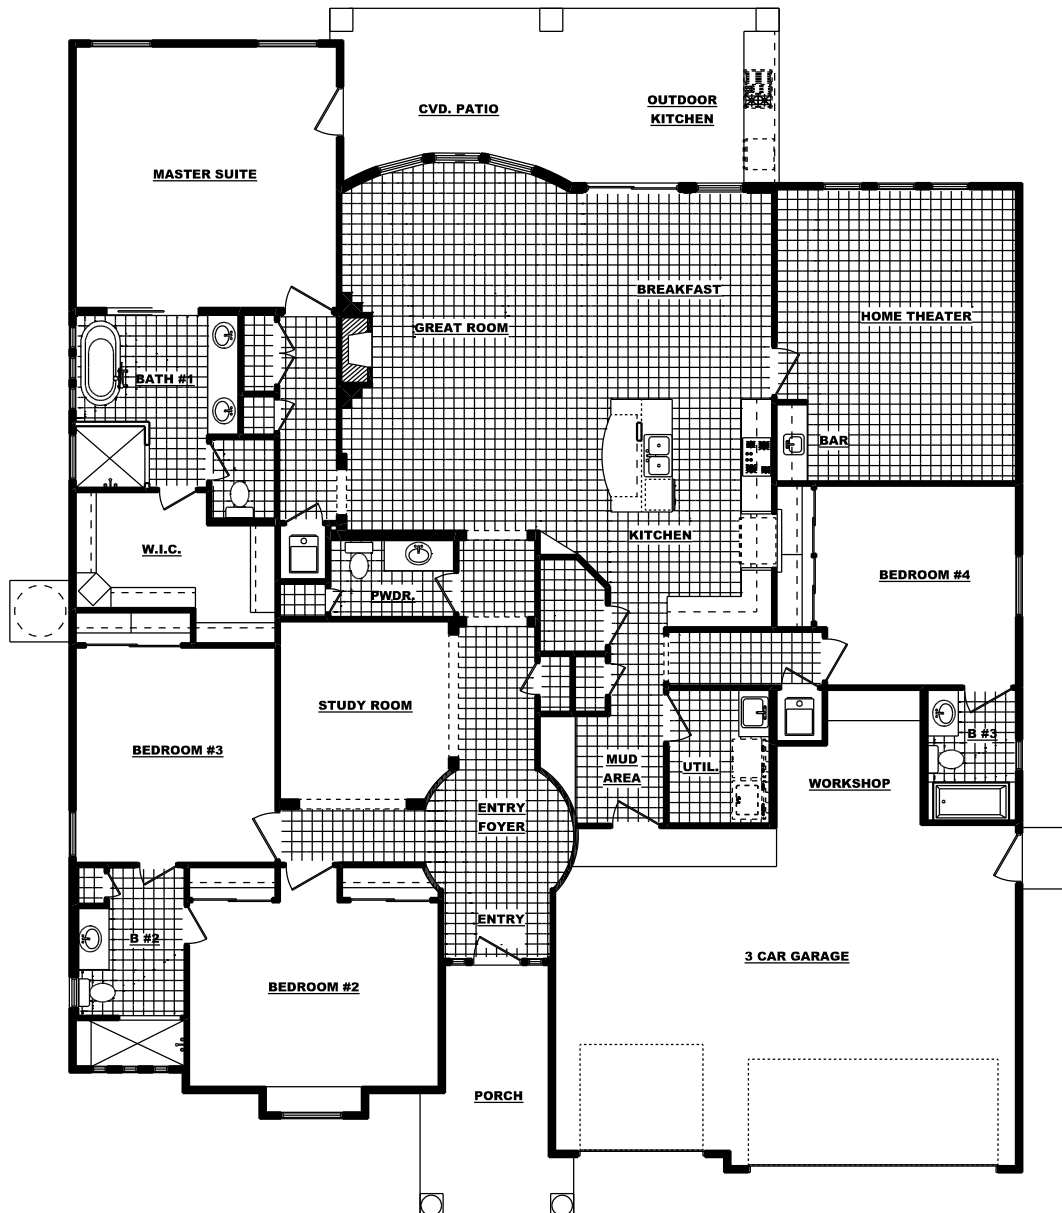 CVD. PATIO
OUTDOOR
KITCHEN
MASTER SUITE
BREAKFAST
HOME THEATER
GREAT ROOM
BATH #1
BAR
KITCHEN
W.I.C.
BEDROOM #4
PWDR.
STUDY ROOM
BEDROOM #3
B #3
MUD
AREA
UTIL.
WORKSHOP
ENTRY
FOYER
ENTRY
B #2
3 CAR GARAGE
BEDROOM #2
PORCH